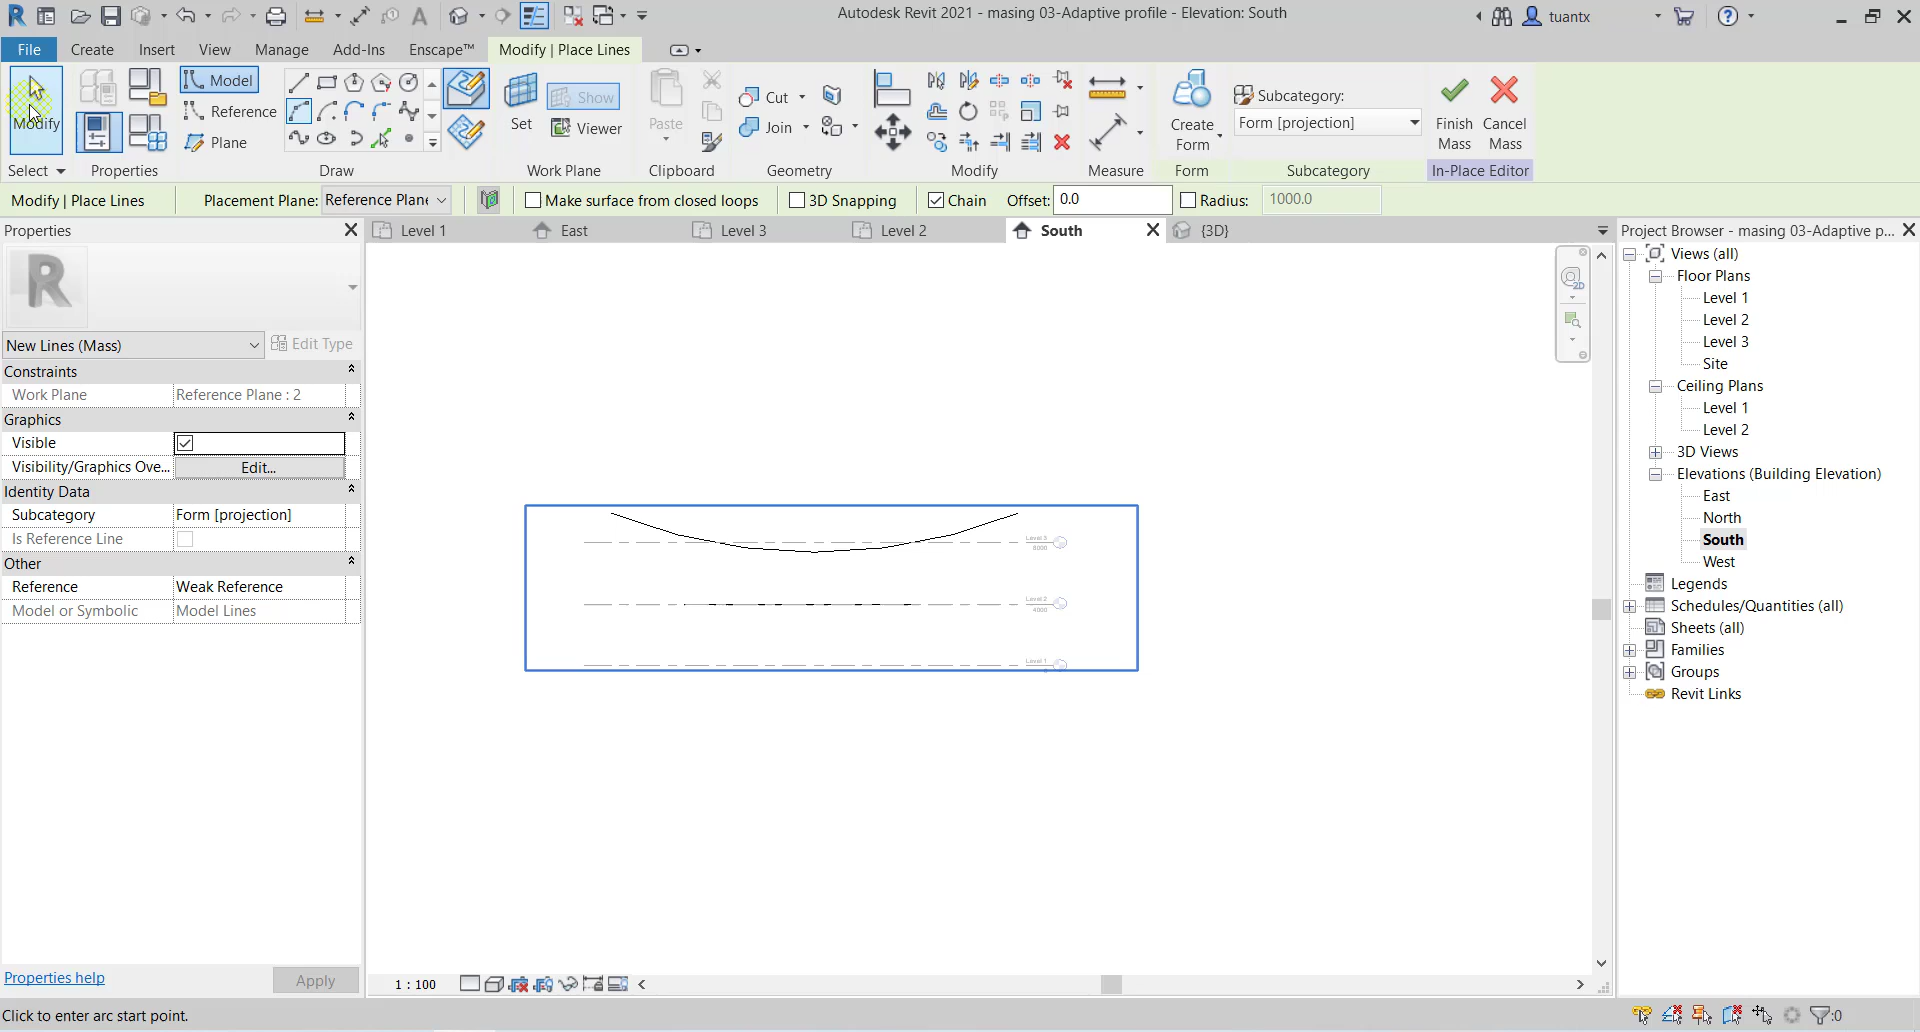 Autodesk Revit 2021 - masing 03-Adaptive profile - Elevation: South
tuantx
File
Create
Insert
View
Manage
Add-Ins
Enscape™
Modify | Place Lines
Modify
Model
Reference
Plane
Set
Show
Viewer
Paste
Cut
Join
Create
Form
Subcategory:
Form [projection]
Finish
Mass
Cancel
Mass
Select
Properties
Draw
Work Plane
Clipboard
Geometry
Modify
Measure
Form
Subcategory
In-Place Editor
Modify | Place Lines
Placement Plane:
Reference Plane
Make surface from closed loops
3D Snapping
Chain
Offset:
0.0
Radius:
1000.0
Properties
Level 1
East
Level 3
Level 2
South
{3D}
Project Browser - masing 03-Adaptive p...
New Lines (Mass)
Edit Type
Constraints
Work Plane
Reference Plane : 2
Graphics
Visible
Visibility/Graphics Ove...
Edit...
Identity Data
Subcategory
Form [projection]
Is Reference Line
Other
Reference
Weak Reference
Model or Symbolic
Model Lines
Properties help
Apply
Level 3
8000
Level 2
4000
Level 1
2D
Views (all)
Floor Plans
Level 1
Level 2
Level 3
Site
Ceiling Plans
Level 1
Level 2
3D Views
Elevations (Building Elevation)
East
North
South
West
Legends
Schedules/Quantities (all)
Sheets (all)
Families
Groups
Revit Links
1 : 100
Click to enter arc start point.
:0